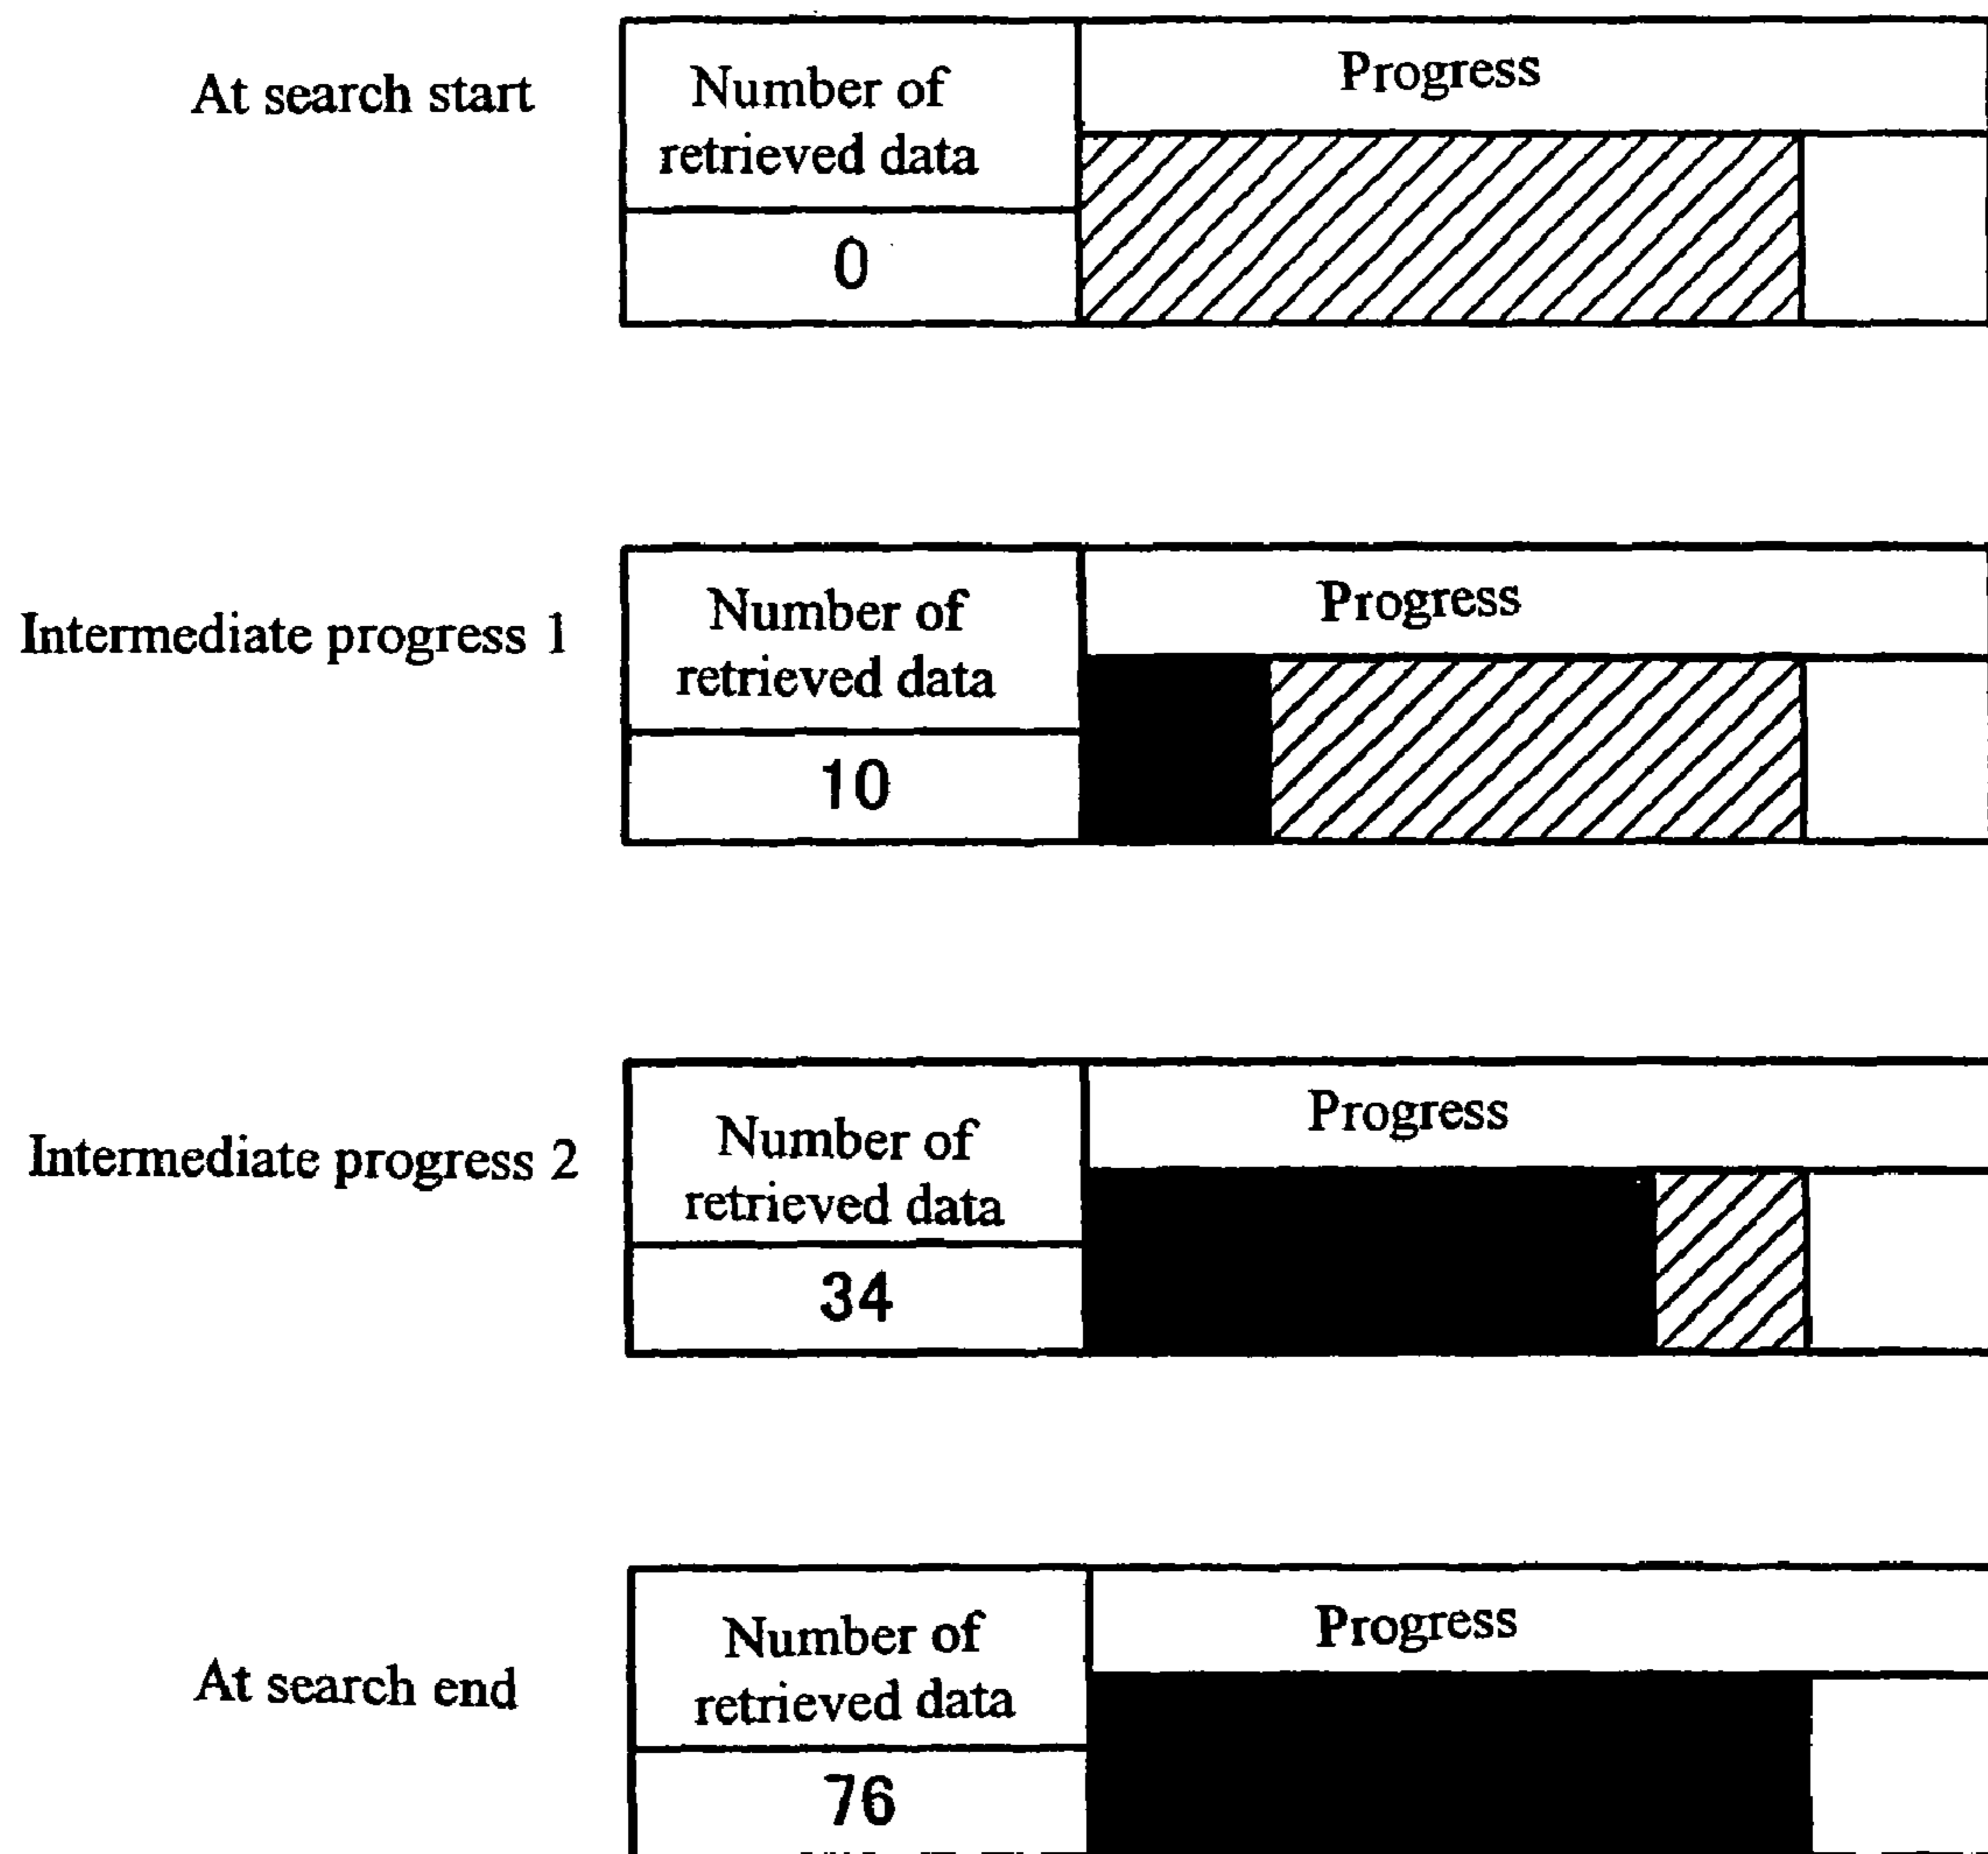 At search start
Number of
retrieved data
Progress
0
Intermediate progress 1
Number of
retrieved data
Progress
10
Intermediate progress 2
Number of
retrieved data
Progress
34
At search end
Number of
retrieved data
Progress
76